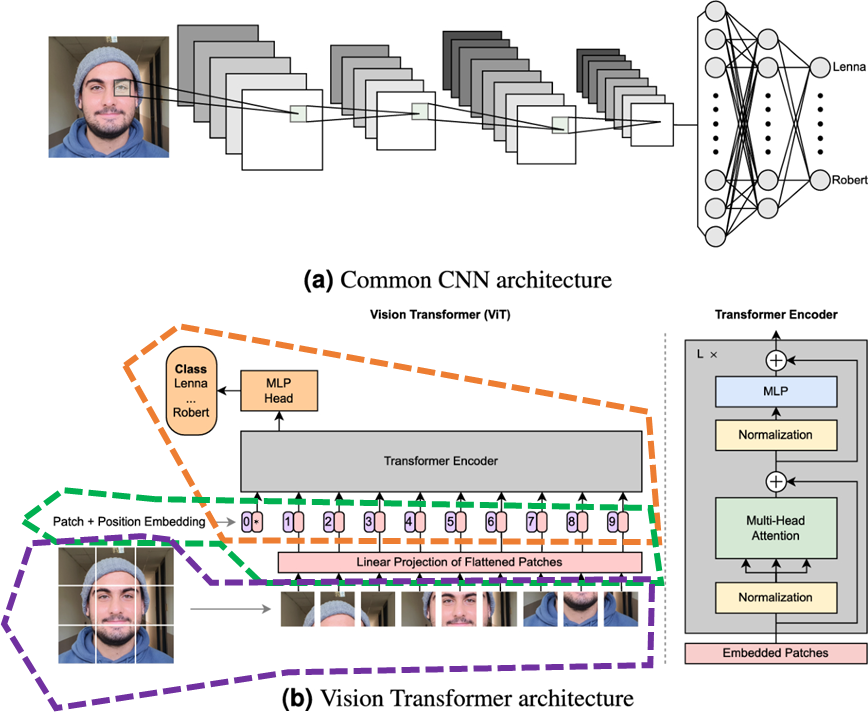 Lenna
Robert
(a) Common CNN architecture
Vision Transformer (ViT)
Class
Lenna
...
Robert
MLP
Head
Transformer Encoder
Patch + Position Embedding
0 * 1 2 3 4 5 6 7 8 9
Linear Projection of Flattened Patches
Transformer Encoder
L ×
+
MLP
Normalization
+
Multi-Head
Attention
Normalization
Embedded Patches
(b) Vision Transformer architecture